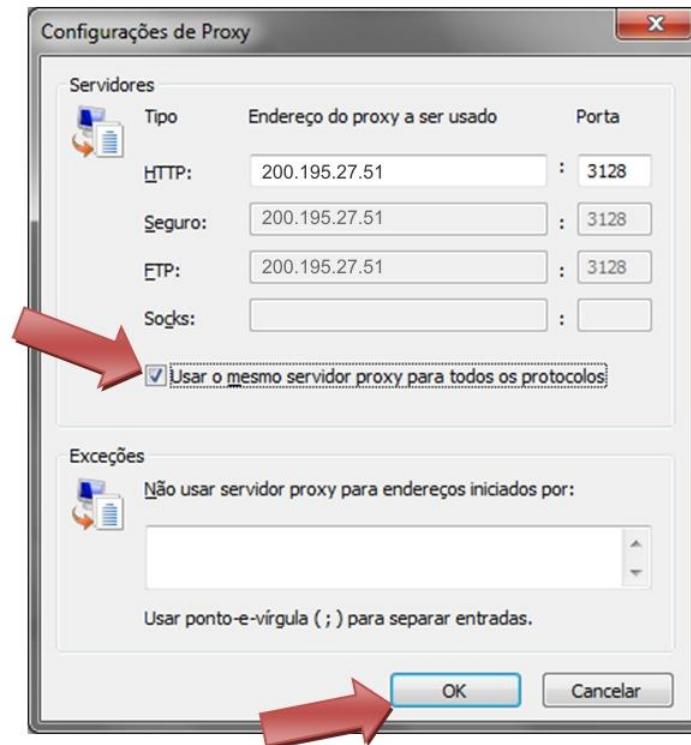 Configurações de Proxy
Servidores
Tipo Endereço do proxy a ser usado Porta
HTTP: 200.195.27.51 : 3128
Seguro: 200.195.27.51 : 3128
FTP: 200.195.27.51 : 3128
Socks: :
Usar o mesmo servidor proxy para todos os protocolos
Exceções
Não usar servidor proxy para endereços iniciados por:
Usar ponto-e-vírgula ( ; ) para separar entradas.
OK Cancelar